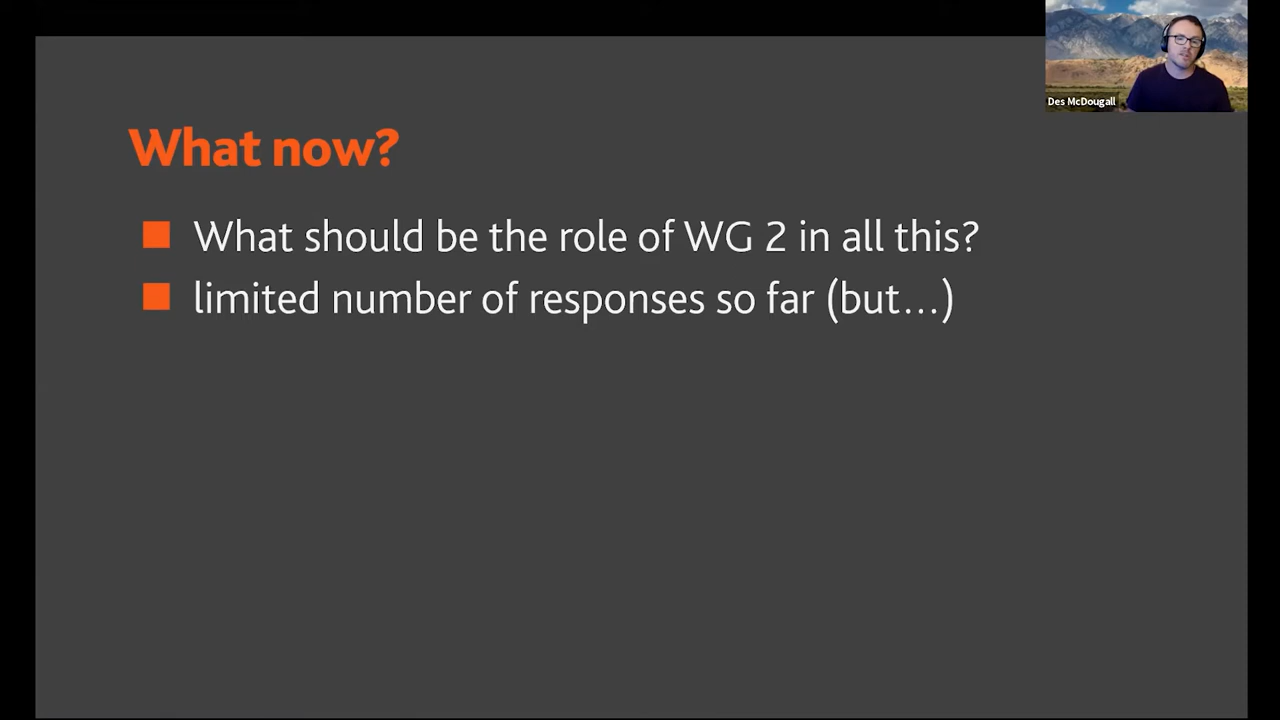 What now?
What should be the role of WG 2 in all this?
limited number of responses so far (but…)
Des McDougall